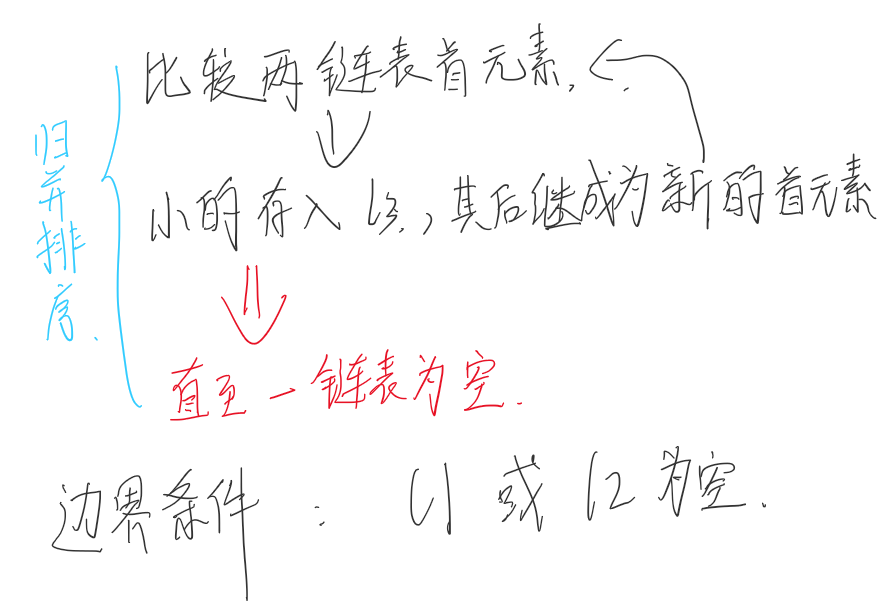 归并排序.
比较两链表首元素.
小的存入l3.,其后继成为新的首元素
直至一链表为空.
边界条件: l1 或 l2 为空.